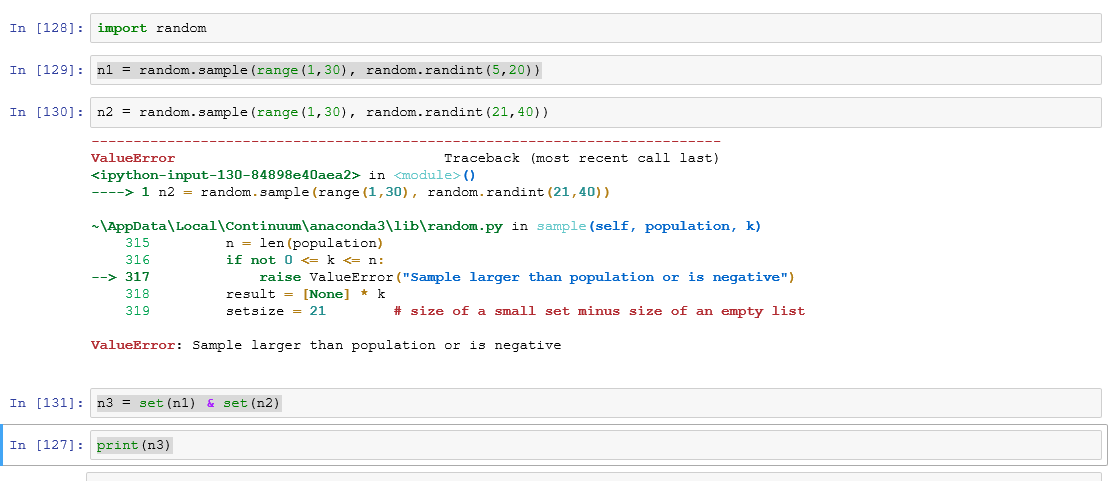 In [128]: import random
In [129]: n1 = random.sample(range(1,30), random.randint(5,20))
In [130]: n2 = random.sample(range(1,30), random.randint(21,40))
---------------------------------------------------------------------------
ValueError                                Traceback (most recent call last)
<ipython-input-130-84898e40aea2> in <module>()
----> 1 n2 = random.sample(range(1,30), random.randint(21,40))
~\AppData\Local\Continuum\anaconda3\lib\random.py in sample(self, population, k)
    315         n = len(population)
    316         if not 0 <= k <= n:
--> 317             raise ValueError("Sample larger than population or is negative")
    318         result = [None] * k
    319         setsize = 21        # size of a small set minus size of an empty list
ValueError: Sample larger than population or is negative
In [131]: n3 = set(n1) & set(n2)
In [127]: print(n3)